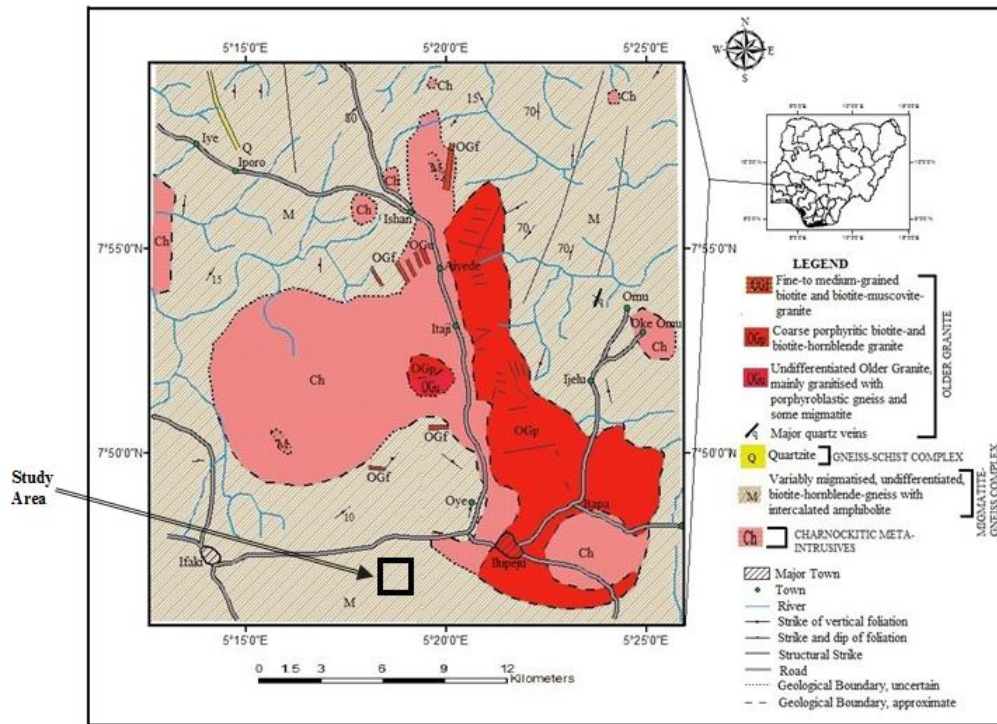 N
W E
S
5°15'0"E 5°20'0"E 5°25'0"E
Ch
15
Ch
80
70
Iye
Q
OGf
M
Iporo
Ch
Ch
M
Ishan
70
Ch
OGu
7°55'0"N 7°55'0"N
OGf
70
Aiyede
15
Omu
Itaji
Oke Omu
Ch
OGp
Ch
OGu
Ijelu
OGf
OGp
M
7°50'0"N 7°50'0"N
OGf
Study
Area
Oye
Itapa
10
Ch
Ifaki
Ilupeju
M
5°15'0"E 5°20'0"E 5°25'0"E
0 1.5 3 6 9 12
Kilometers
LEGEND
OGf Fine-to medium-grained
biotite and biotite-muscovite-
granite
OGp Coarse porphyritic biotite-and
biotite-hornblende granite
OGu Undifferentiated Older Granite,
mainly granitised with
porphyroblastic gneiss and
some migmatite
Major quartz veins
OLDER GRANITE
Q Quartzite GNEISS-SCHIST COMPLEX
M Variably migmatised, undifferentiated,
biotite-hornblende-gneiss with
intercalated amphibolite
MIGMATITE-
GNEISS COMPLEX
Ch CHARNOCKITIC META-
INTRUSIVES
Major Town
Town
River
Strike of vertical foliation
Strike and dip of foliation
Structural Strike
Road
Geological Boundary, uncertain
Geological Boundary, approximate